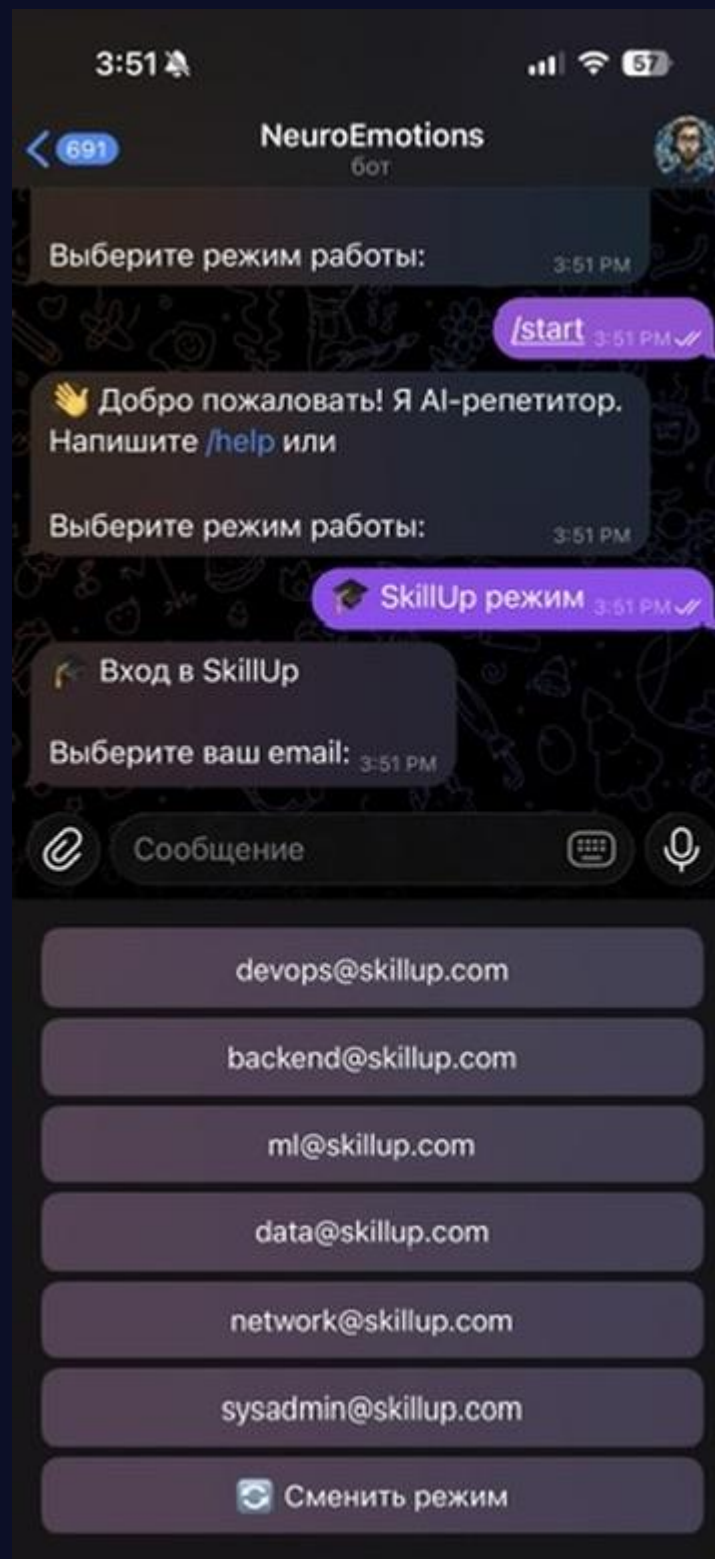 3:51
57
691
NeuroEmotions
бот
Выберите режим работы:
3:51 PM
/start 3:51 PM
👋 Добро пожаловать! Я AI-репетитор.
Напишите /help или
Выберите режим работы:
3:51 PM
🎓 SkillUp режим 3:51 PM
🎓 Вход в SkillUp
Выберите ваш email: 3:51 PM
Сообщение
devops@skillup.com
backend@skillup.com
ml@skillup.com
data@skillup.com
network@skillup.com
sysadmin@skillup.com
🔄 Сменить режим